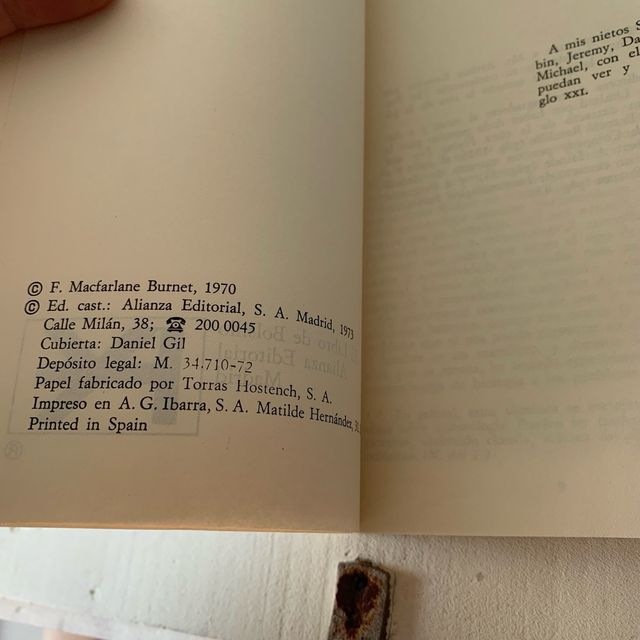 © F. Macfarlane Burnet, 1970
© Ed. cast.: Alianza Editorial, S. A. Madrid, 1973
Calle Milán, 38; ☎ 200 0045
Cubierta: Daniel Gil
Depósito legal: M. 34.710-72
Papel fabricado por Torras Hostench, S. A.
Impreso en A. G. Ibarra, S. A. Matilde Hernández,
Printed in Spain
A mis nietos
bin, Jeremy,
Michael, con
puedan ver y
glo XXI.